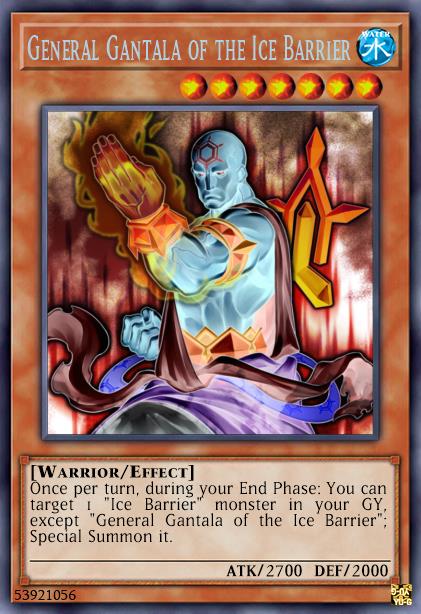 GENERAL GANTALA OF THE ICE BARRIER
WATER
水
[WARRIOR/EFFECT]
Once per turn, during your End Phase: You can
target 1 "Ice Barrier" monster in your GY,
except "General Gantala of the Ice Barrier";
Special Summon it.
ATK/2700 DEF/2000
53921056